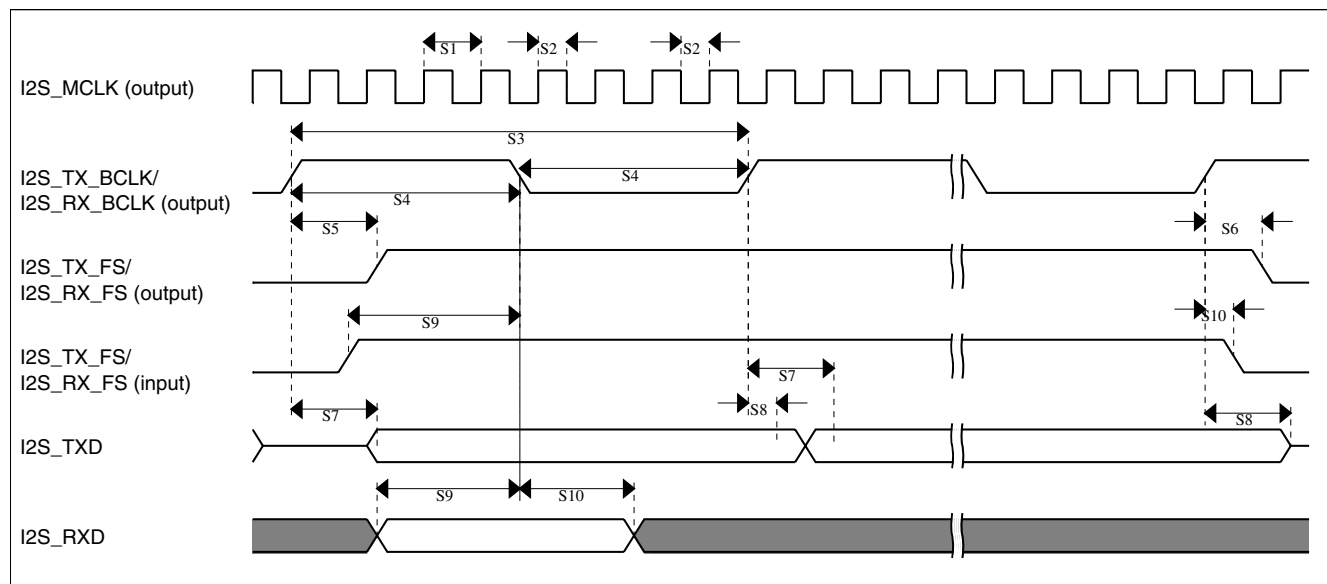 S1
S2
S2
I2S_MCLK (output)
S3
I2S_TX_BCLK/
I2S_RX_BCLK (output)
S4
S4
S5
S6
I2S_TX_FS/
I2S_RX_FS (output)
S9
S10
I2S_TX_FS/
I2S_RX_FS (input)
S7
S7
S8
S8
I2S_TXD
S9
S10
I2S_RXD